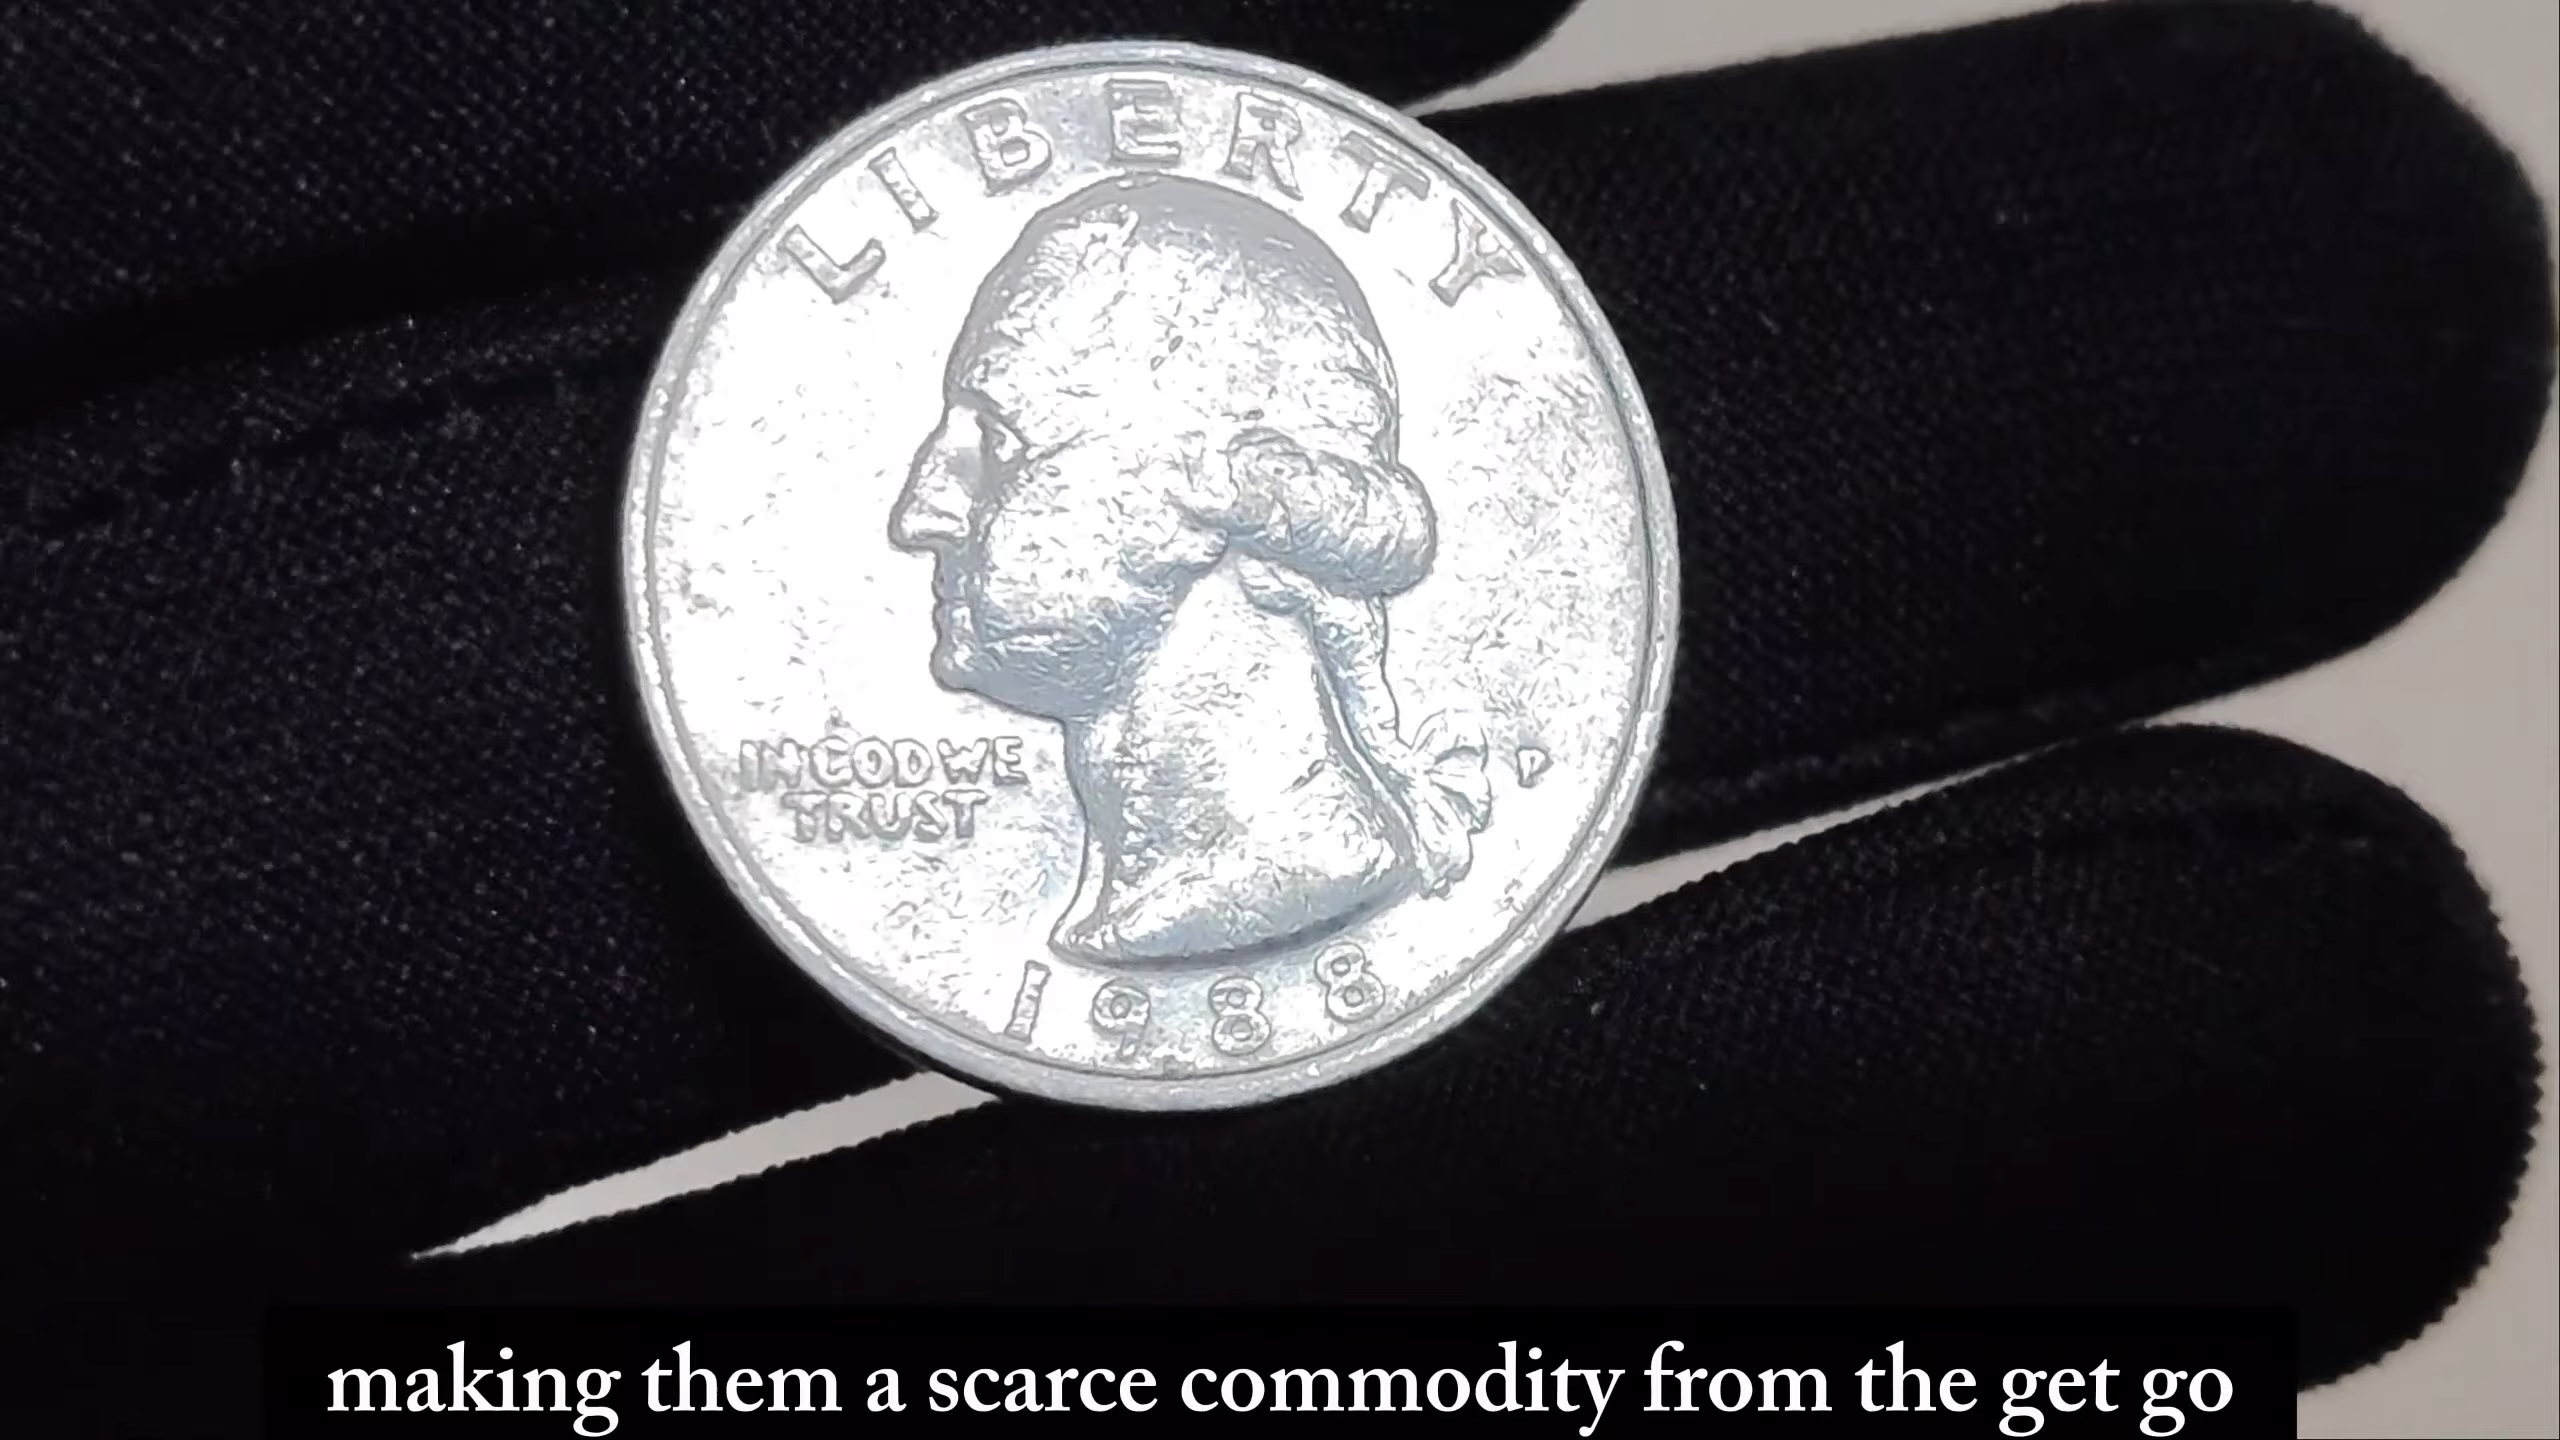 LIBERTY
IN GOD WE
TRUST
P
1988
making them a scarce commodity from the get go